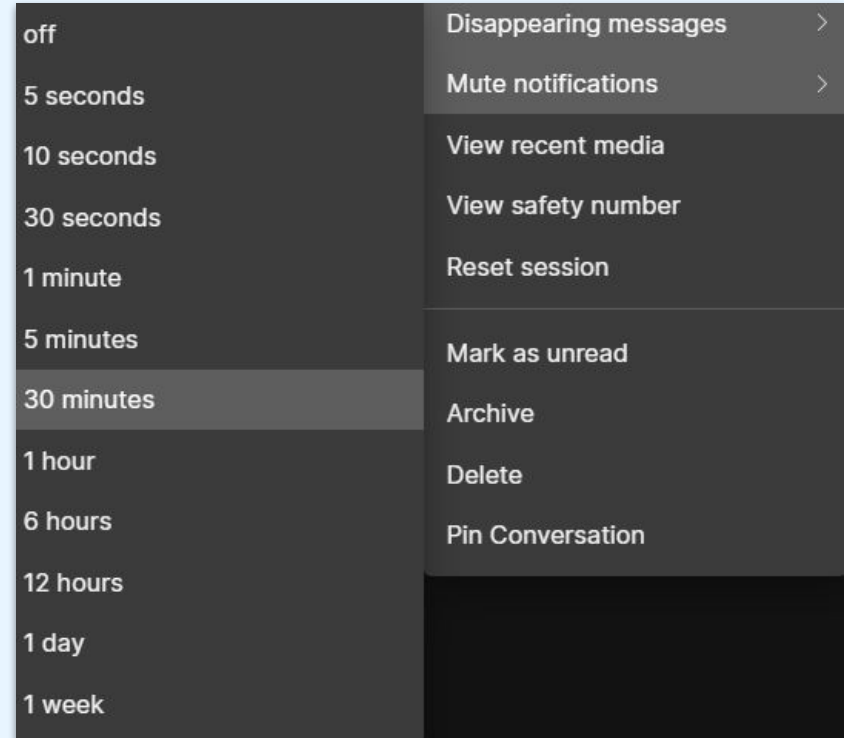 off
5 seconds
10 seconds
30 seconds
1 minute
5 minutes
30 minutes
1 hour
6 hours
12 hours
1 day
1 week
Disappearing messages
Mute notifications
View recent media
View safety number
Reset session
Mark as unread
Archive
Delete
Pin Conversation